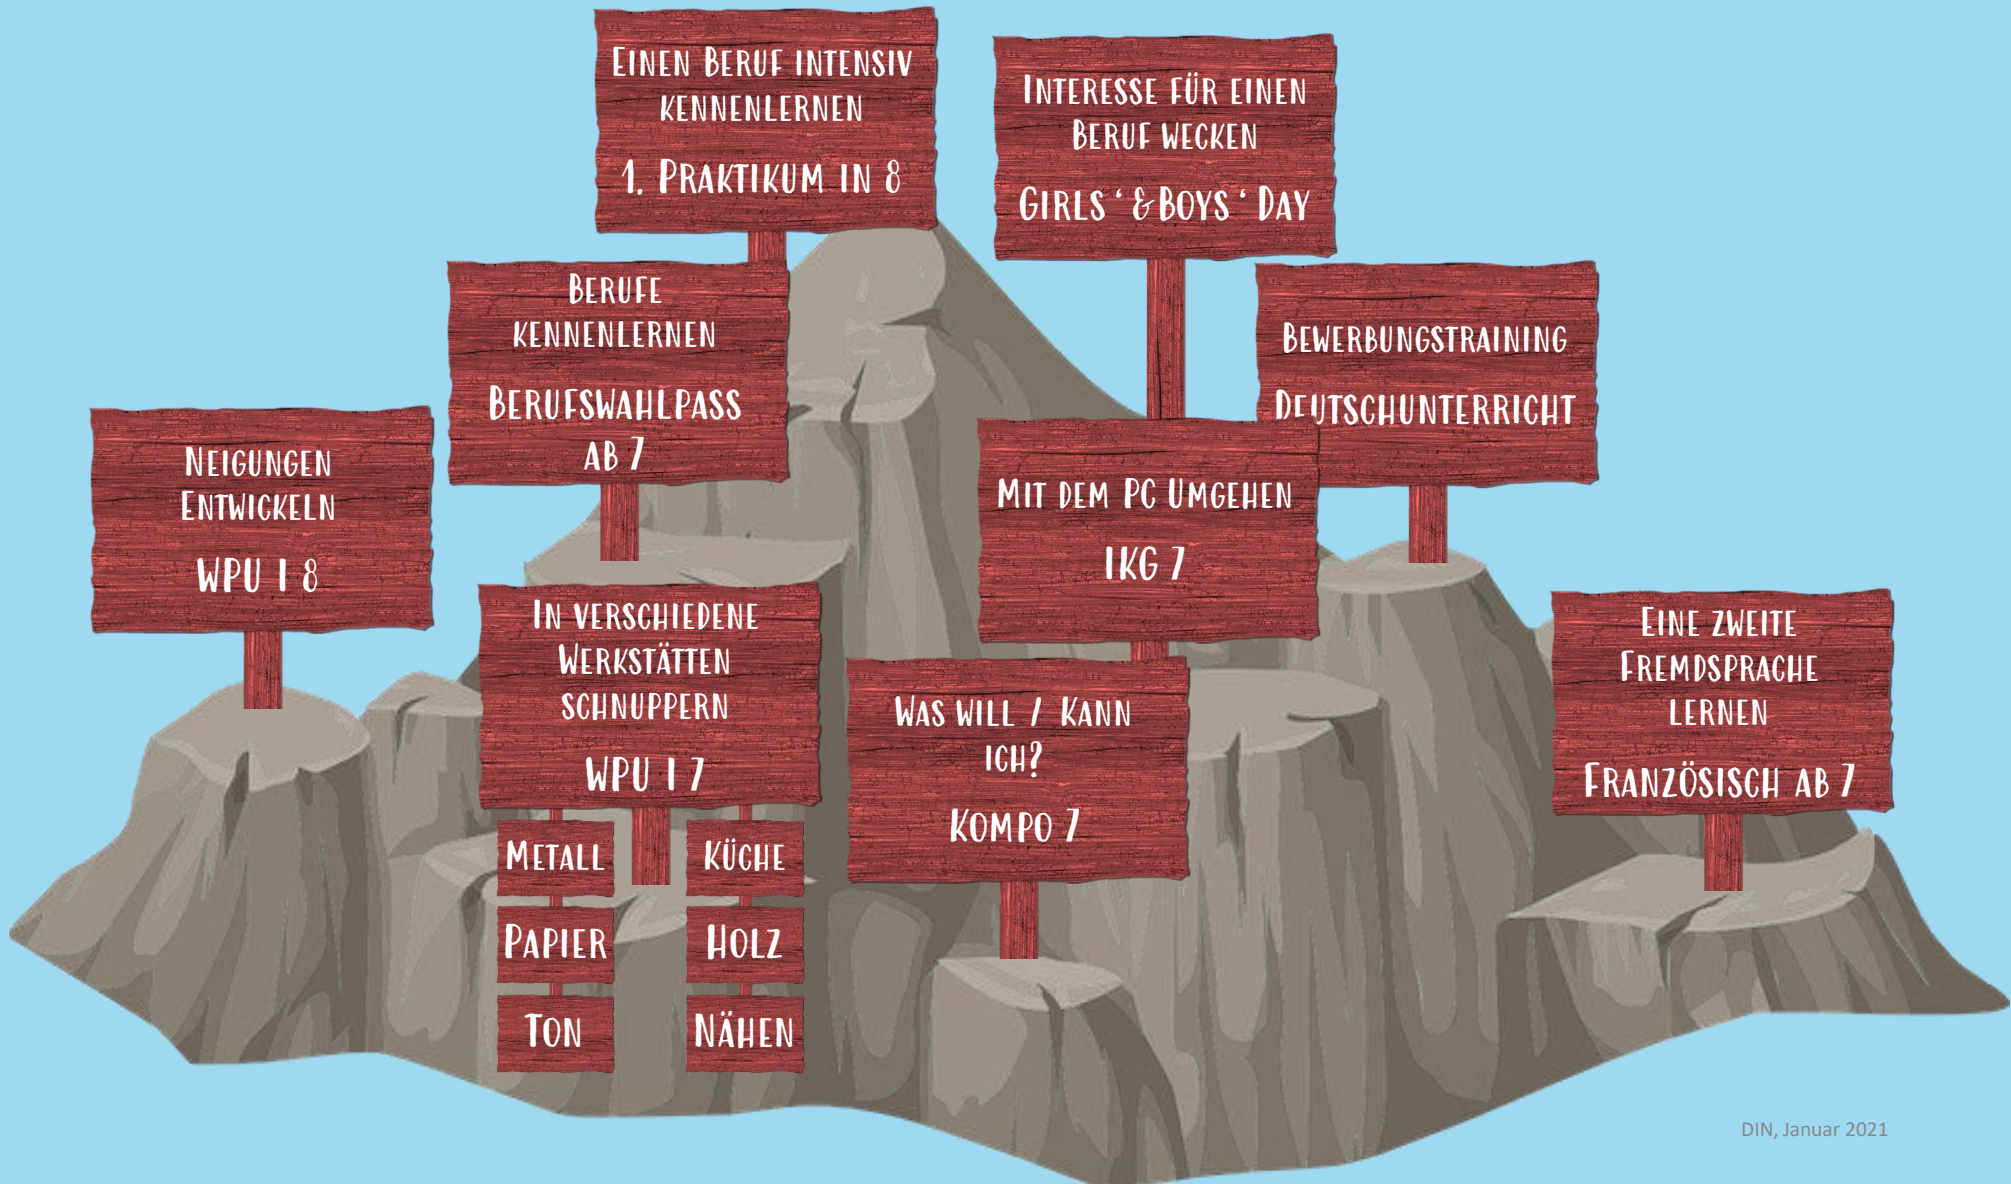 Einen Beruf intensiv
kennenlernen
1. Praktikum in 8
Interesse für einen
Beruf wecken
Girls ‘ & Boys ‘ Day
Berufe
kennenlernen
Berufswahlpass
ab 7
Bewerbungstraining
Deutschunterricht
Neigungen
Entwickeln
WPU I 8
Mit dem PC Umgehen
IKG 7
In verschiedene
Werkstätten
schnuppern
WPU I 7
Metall
Papier
Ton
Küche
Holz
Nähen
Was will / Kann
ich?
Kompo 7
Eine zweite
Fremdsprache
lernen
Französisch ab 7
DIN, Januar 2021